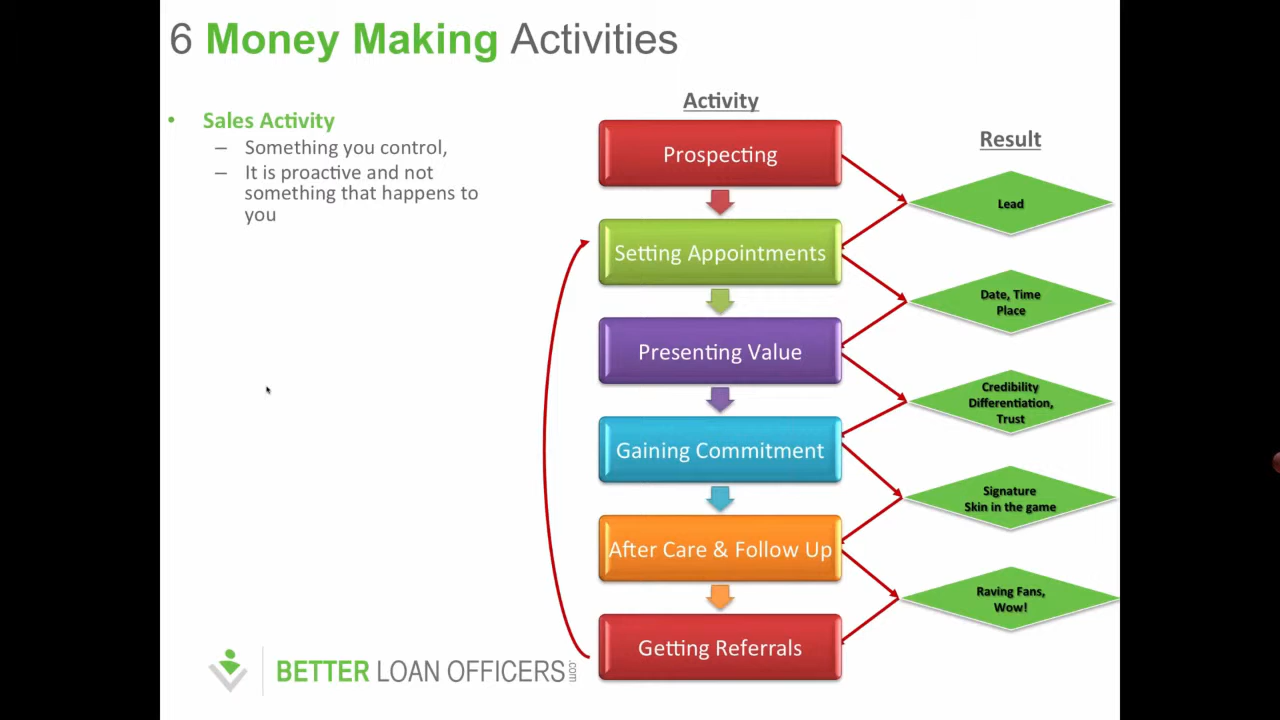 6 Money Making Activities
• Sales Activity
– Something you control,
– It is proactive and not
something that happens to
you
Activity
Prospecting
Setting Appointments
Presenting Value
Gaining Commitment
After Care & Follow Up
Getting Referrals
Result
Lead
Date, Time
Place
Credibility
Differentiation,
Trust
Signature
Skin in the game
Raving Fans,
Wow!
BETTER LOAN OFFICERS.com